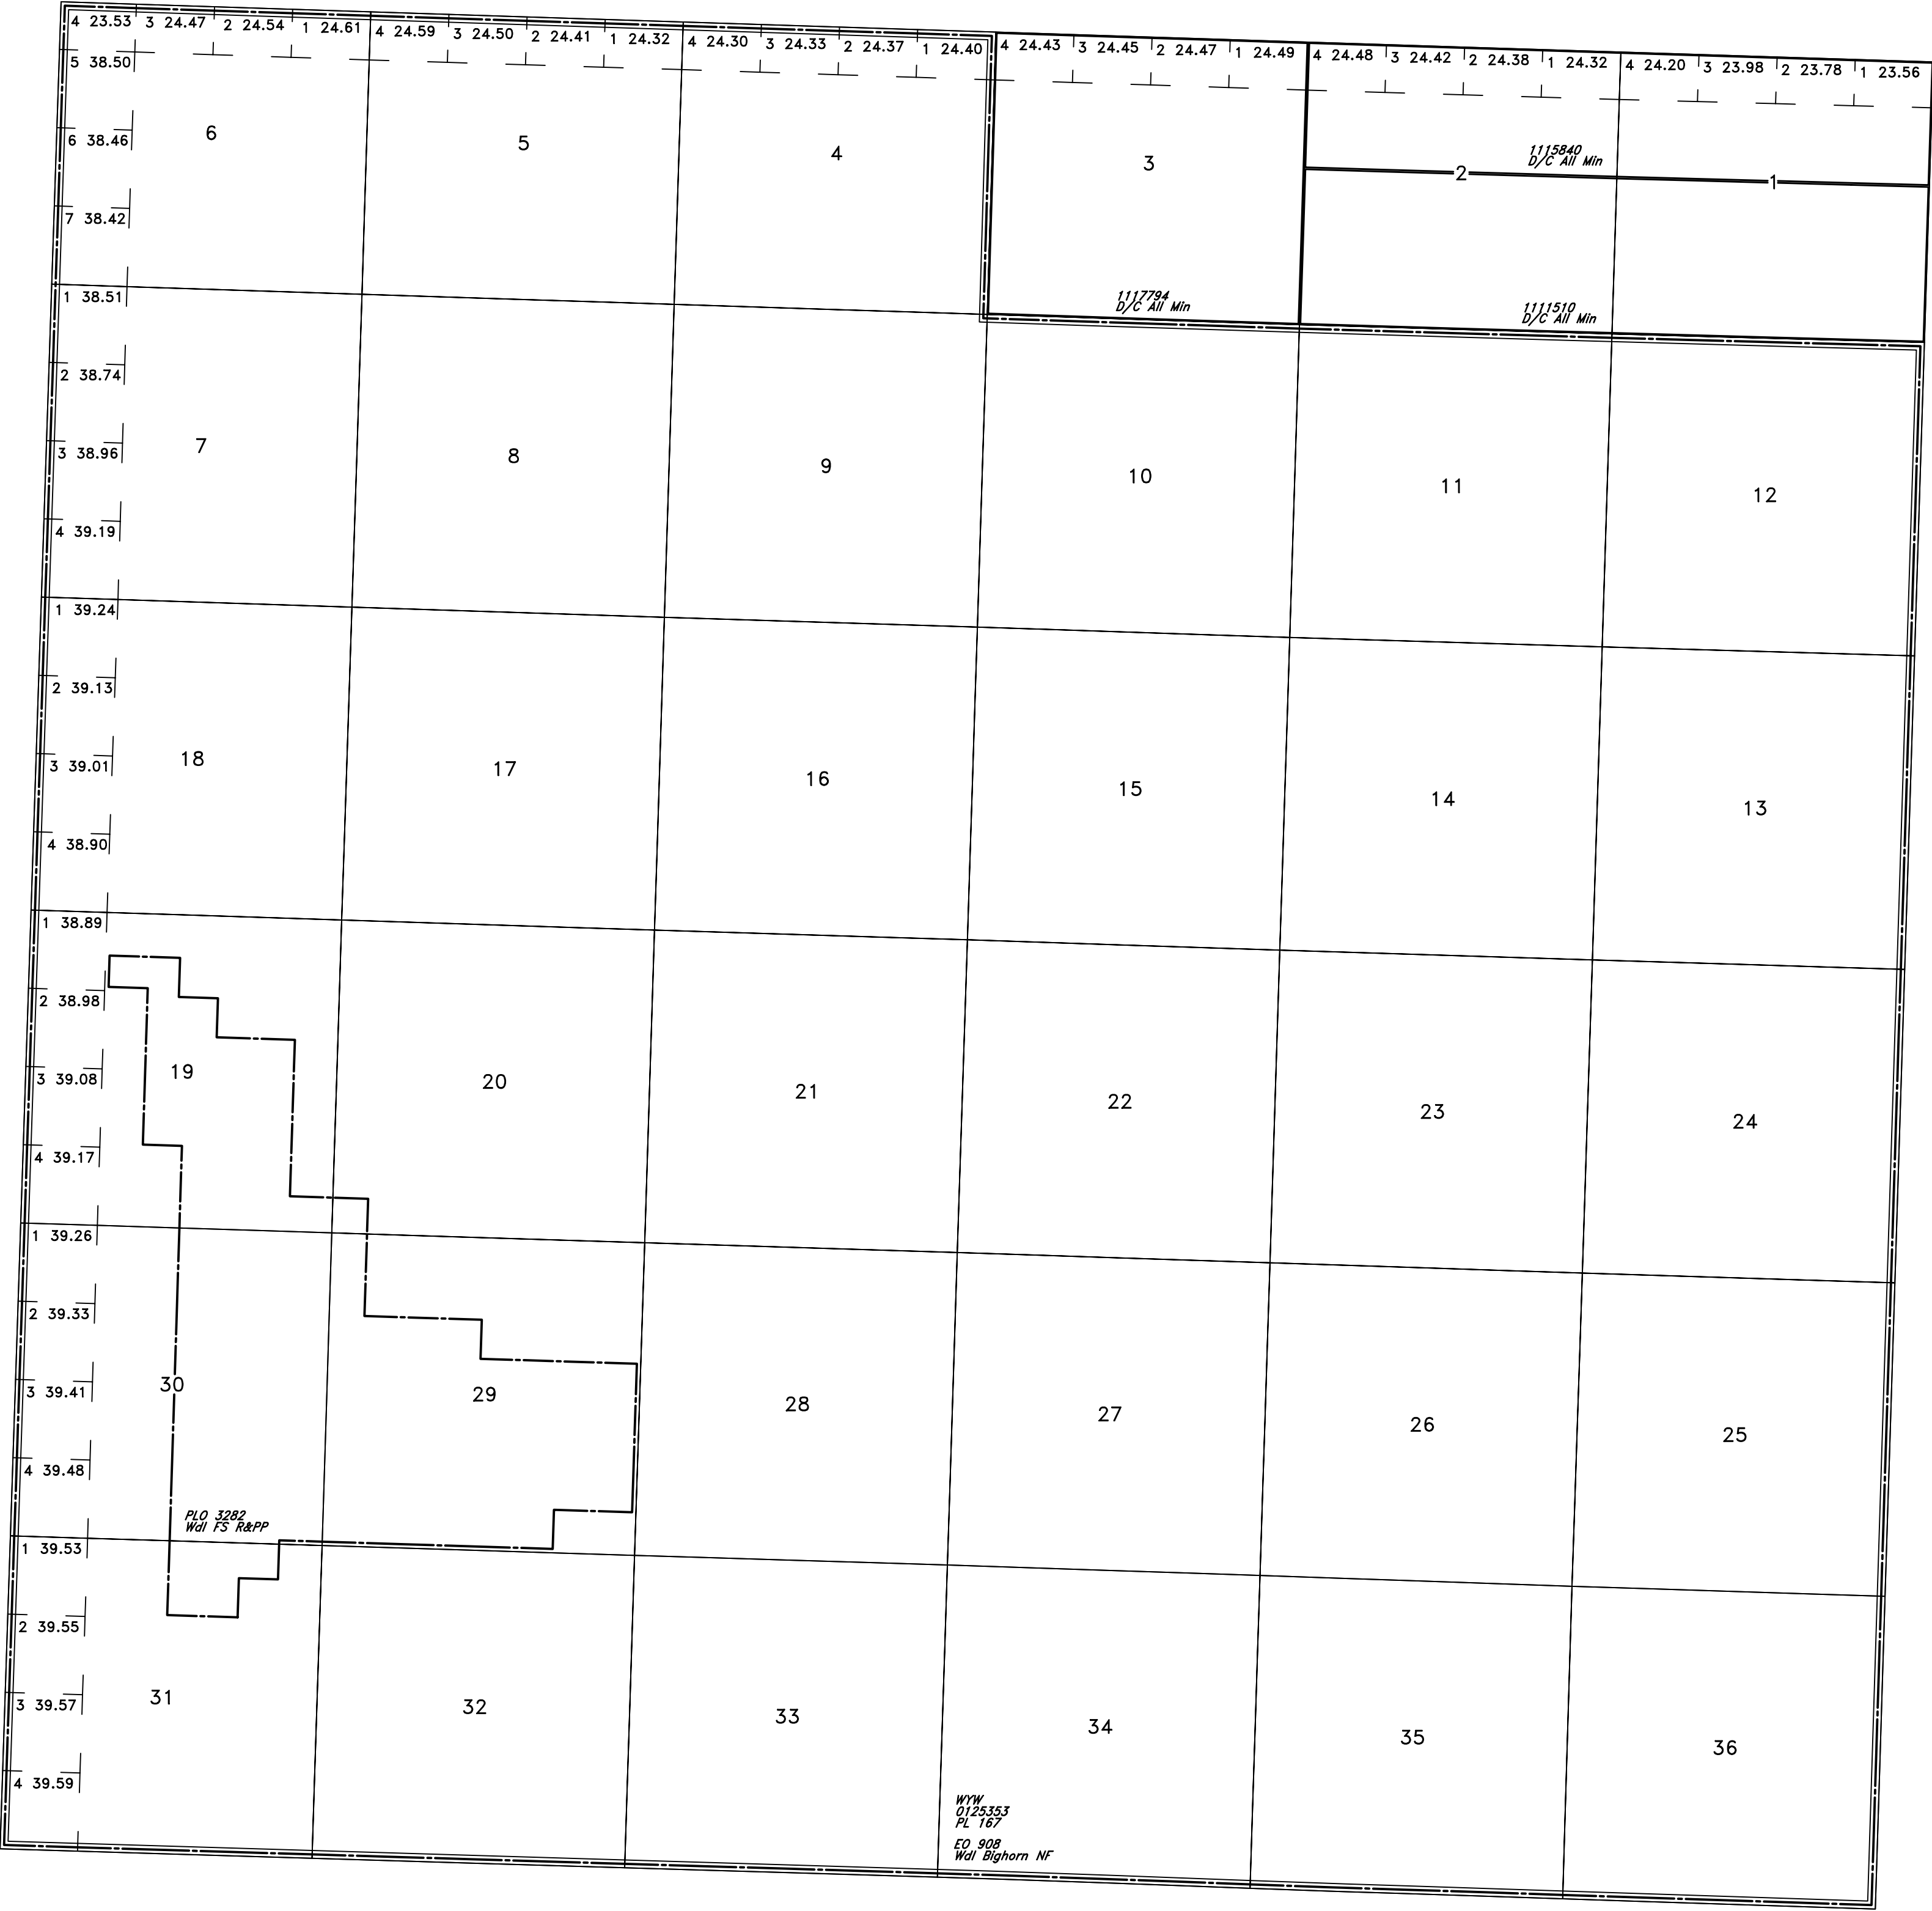 4 23.53 3 24.47 2 24.54 1 24.61 4 24.59 3 24.50 2 24.41 1 24.32 4 24.30 3 24.33 2 24.37 1 24.40 4 24.43 3 24.45 2 24.47 1 24.49 4 24.48 3 24.42 2 24.38 1 24.32 4 24.20 3 23.98 2 23.78 1 23.56
5 38.50
6 38.46
7 38.42
6 5 4 3 2 1
1115840
D/C All Min
1117794
D/C All Min
1111510
D/C All Min
1 38.51
2 38.74
3 38.96
4 39.19
7 8 9 10 11 12
1 39.24
2 39.13
3 39.01
4 38.90
18 17 16 15 14 13
1 38.89
2 38.98
3 39.08
4 39.17
19 20 21 22 23 24
1 39.26
2 39.33
3 39.41
4 39.48
30 29 28 27 26 25
PLO 3282
Wdl FS R&PP
1 39.53
2 39.55
3 39.57
4 39.59
31 32 33 34 35 36
WYW
0125353
PL 167
EO 908
Wdl Bighorn NF